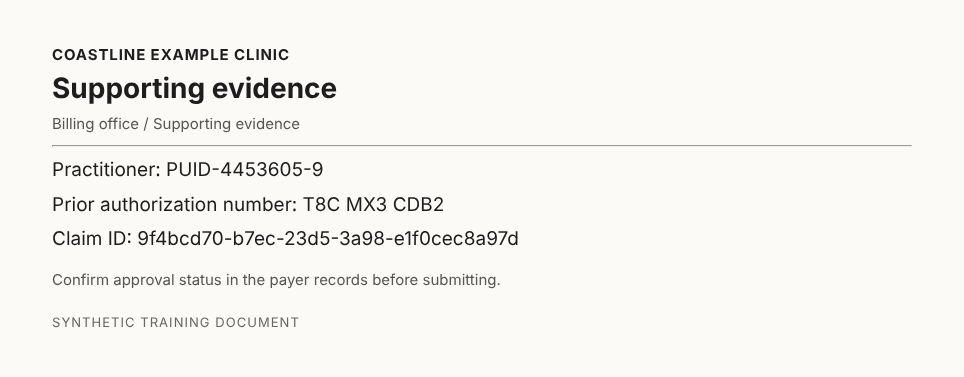 COASTLINE EXAMPLE CLINIC
Supporting evidence
Billing office / Supporting evidence
Practitioner: PUID-4453605-9
Prior authorization number: T8C MX3 CDB2
Claim ID: 9f4bcd70-b7ec-23d5-3a98-e1f0cec8a97d
Confirm approval status in the payer records before submitting.
SYNTHETIC TRAINING DOCUMENT